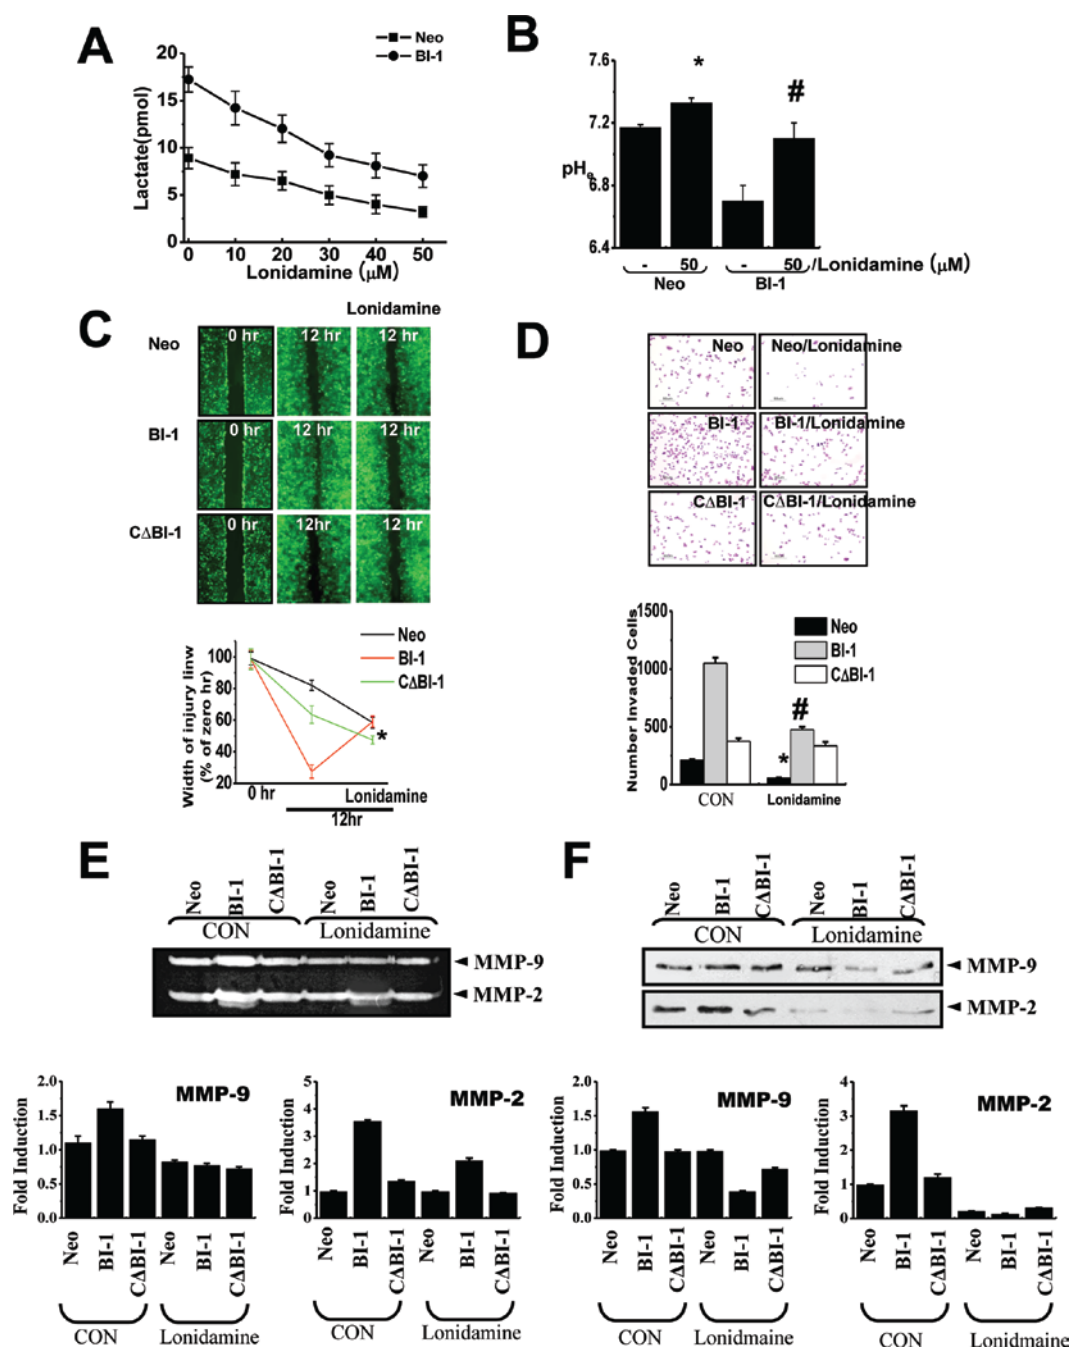 A
Neo
BI-1
20
15
10
5
0
Lactate(pmol)
0 10 20 30 40 50
Lonidamine (μM)
B
7.6
7.2
6.8
6.4
pHe
*
#
- 50 - 50 /Lonidamine (μM)
Neo BI-1
C
Lonidamine
Neo
0 hr 12 hr 12 hr
BI-1
0 hr 12 hr 12 hr
CΔBI-1
0 hr 12hr 12 hr
Neo
BI-1
CΔBI-1
100
80
60
40
20
Width of injury linw
(% of zero hr)
*
0 hr Lonidamine
12hr
D
Neo Neo/Lonidamine
BI-1 BI-1/Lonidamine
CΔBI-1 CΔBI-1/Lonidamine
1500
1000
500
0
Number Invaded Cells
Neo
BI-1
CΔBI-1
*
#
CON Lonidamine
E
Neo BI-1 CΔBI-1 Neo BI-1 CΔBI-1
CON Lonidamine
MMP-9
MMP-2
MMP-9
2.0
1.5
1.0
0.5
0.0
Fold Induction
Neo BI-1 CΔBI-1 Neo BI-1 CΔBI-1
CON Lonidamine
MMP-2
5
4
3
2
1
0
Fold Induction
Neo BI-1 CΔBI-1 Neo BI-1 CΔBI-1
CON Lonidamine
F
Neo BI-1 CΔBI-1 Neo BI-1 CΔBI-1
CON Lonidamine
MMP-9
MMP-2
MMP-9
2.0
1.5
1.0
0.5
0.0
Fold Induction
Neo BI-1 CΔBI-1 Neo BI-1 CΔBI-1
CON Lonidmaine
MMP-2
4
3
2
1
0
Fold Induction
Neo BI-1 CΔBI-1 Neo BI-1 CΔBI-1
CON Lonidmaine